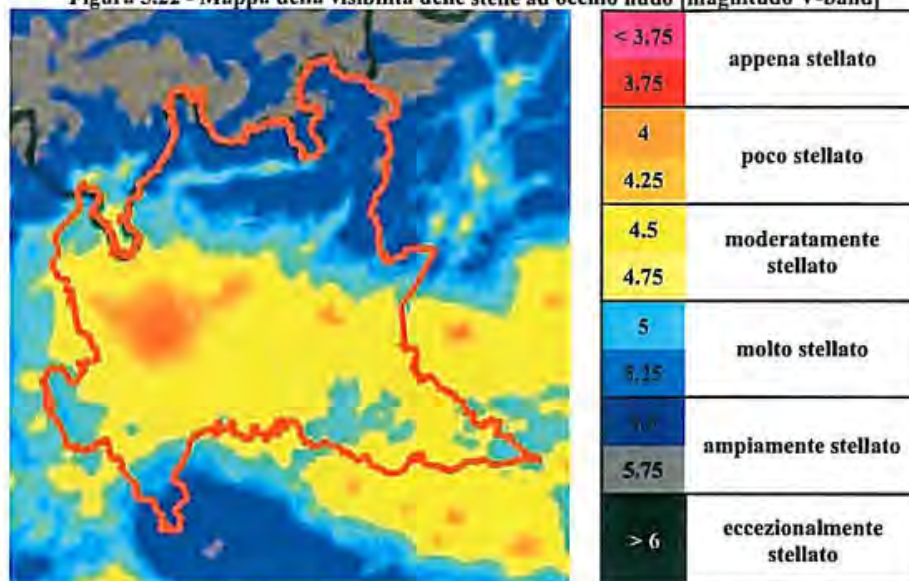 Figura 3.22 - Mappa della visibilità delle stelle ad occhio nudo [magnitudo V-band]
< 3.75
appena stellato
3.75
4
poco stellato
4.25
4.5
moderatamente
stellato
4.75
5
molto stellato
5.25
ampiamente stellato
5.75
> 6
eccezionalmente
stellato